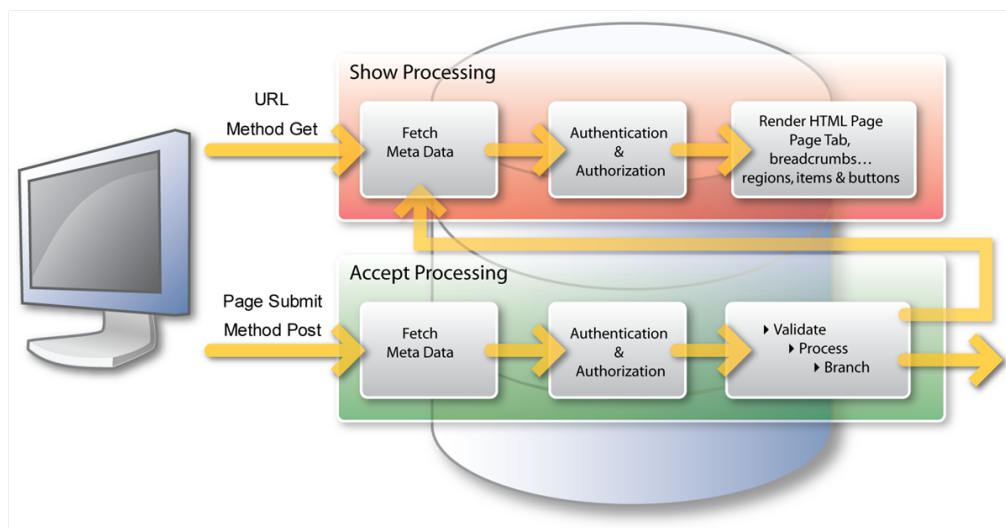 Show Processing
URL
Method Get
Fetch
Meta Data
Authentication
&
Authorization
Render HTML Page
Page Tab,
breadcrumbs...
regions, items & buttons
Accept Processing
Page Submit
Method Post
Fetch
Meta Data
Authentication
&
Authorization
Validate
Process
Branch